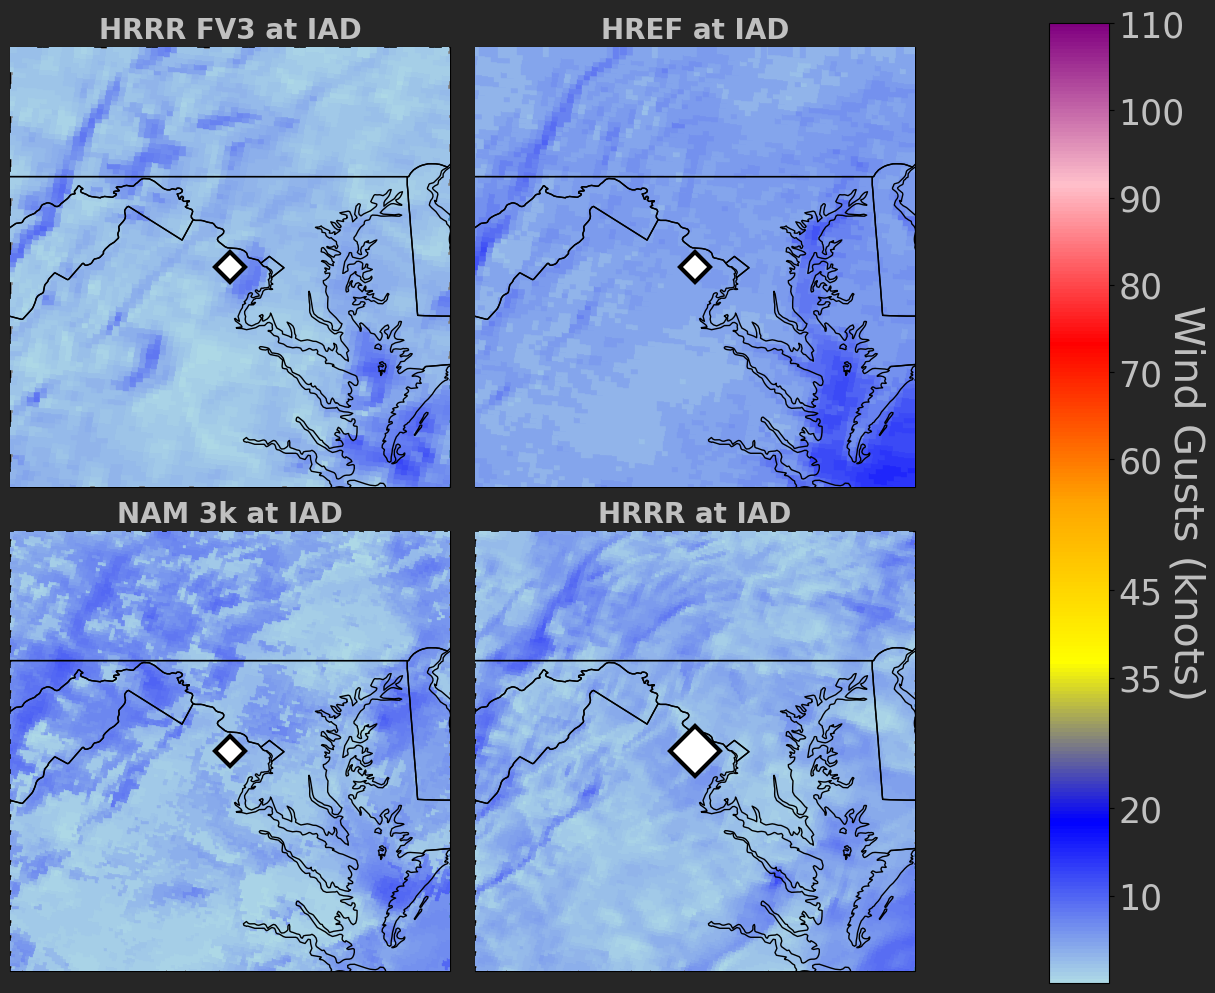 HRRR FV3 at IAD
HREF at IAD
NAM 3k at IAD
HRRR at IAD
110
100
90
80
70
60
45
35
20
10
Wind Gusts (knots)